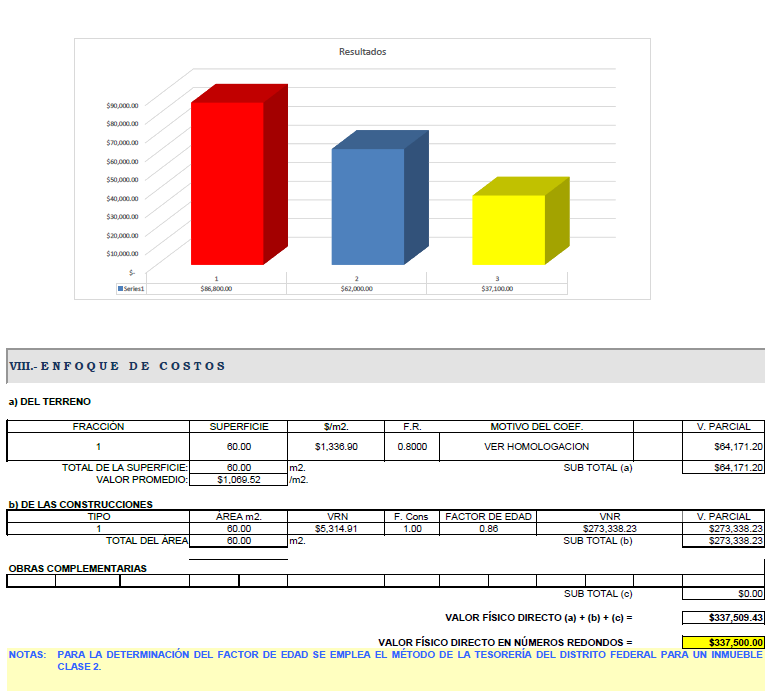 Resultados
$90,000.00
$80,000.00
$70,000.00
$60,000.00
$50,000.00
$40,000.00
$30,000.00
$20,000.00
$10,000.00
$-
1 2 3
Series1 $86,800.00 $62,000.00 $37,100.00
VIII.- ENFOQUE DE COSTOS
a) DEL TERRENO
FRACCIÓN SUPERFICIE $/m2. F.R. MOTIVO DEL COEF. V. PARCIAL
1 60.00 $1,336.90 0.8000 VER HOMOLOGACION $64,171.20
TOTAL DE LA SUPERFICIE: 60.00 m2. SUB TOTAL (a) $64,171.20
VALOR PROMEDIO: $1,069.52 /m2.
b) DE LAS CONSTRUCCIONES
TIPO ÁREA m2. VRN F. Cons FACTOR DE EDAD VNR V. PARCIAL
1 60.00 $5,314.91 1.00 0.86 $273,338.23 $273,338.23
TOTAL DEL ÁREA 60.00 m2. SUB TOTAL (b) $273,338.23
OBRAS COMPLEMENTARIAS
SUB TOTAL (c) $0.00
VALOR FÍSICO DIRECTO (a) + (b) + (c) = $337,509.43
VALOR FÍSICO DIRECTO EN NÚMEROS REDONDOS = $337,500.00
NOTAS: PARA LA DETERMINACIÓN DEL FACTOR DE EDAD SE EMPLEA EL MÉTODO DE LA TESORERÍA DEL DISTRITO FEDERAL PARA UN INMUEBLE
CLASE 2.